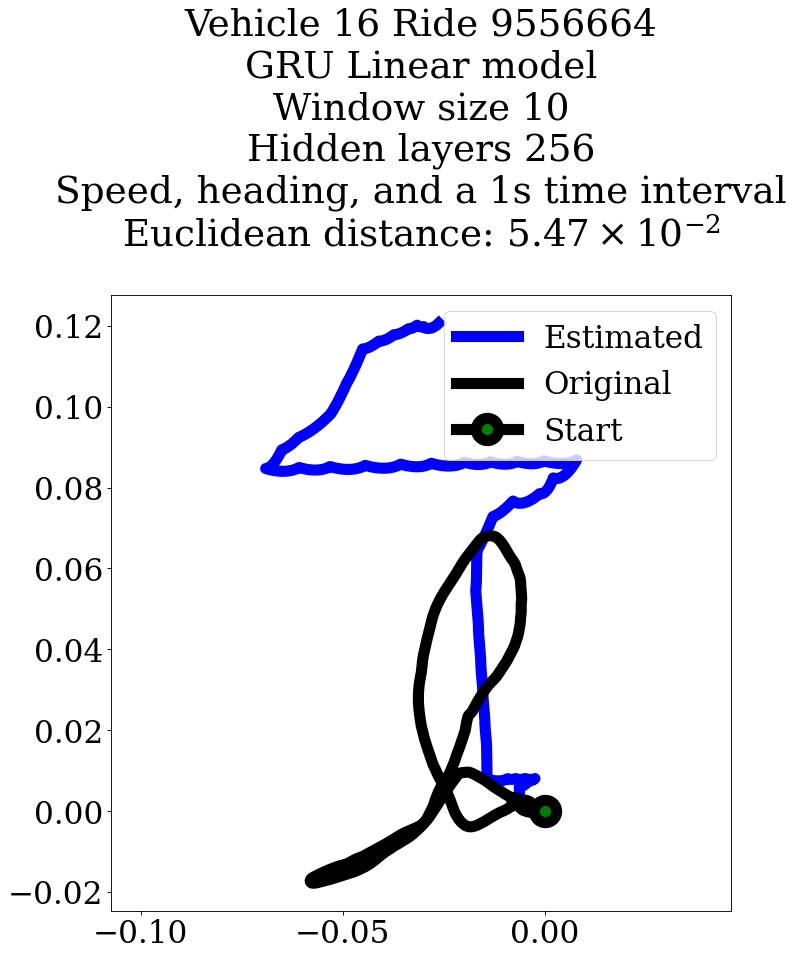 Vehicle 16 Ride 9556664
GRU Linear model
Window size 10
Hidden layers 256
Speed, heading, and a 1s time interval
Euclidean distance: 5.47 × 10⁻²
Estimated
Original
Start
0.12
0.10
0.08
0.06
0.04
0.02
0.00
−0.02
−0.10
−0.05
0.00